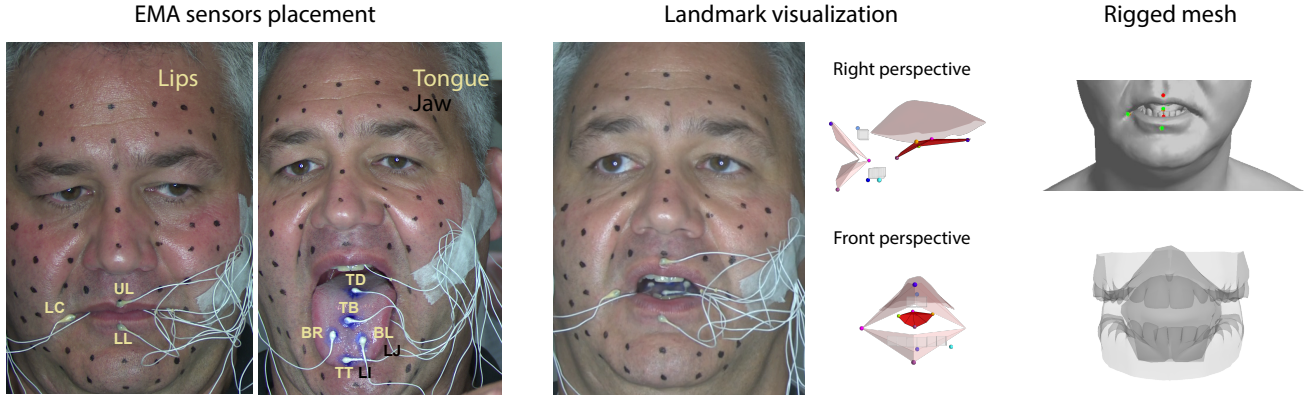 EMA sensors placement
Landmark visualization
Rigged mesh
Lips
Tongue
Jaw
Right perspective
Front perspective
UL
LC
LL
TD
TB
BR
BL
LJ
TT
LI